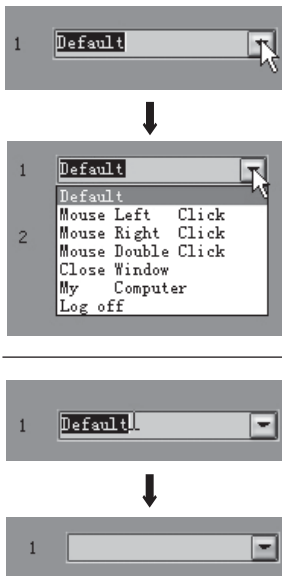 1 Default
1 Default
Default
Mouse Left Click
2 Mouse Right Click
Mouse Double Click
Close Window
My Computer
Log off
1 Default
1